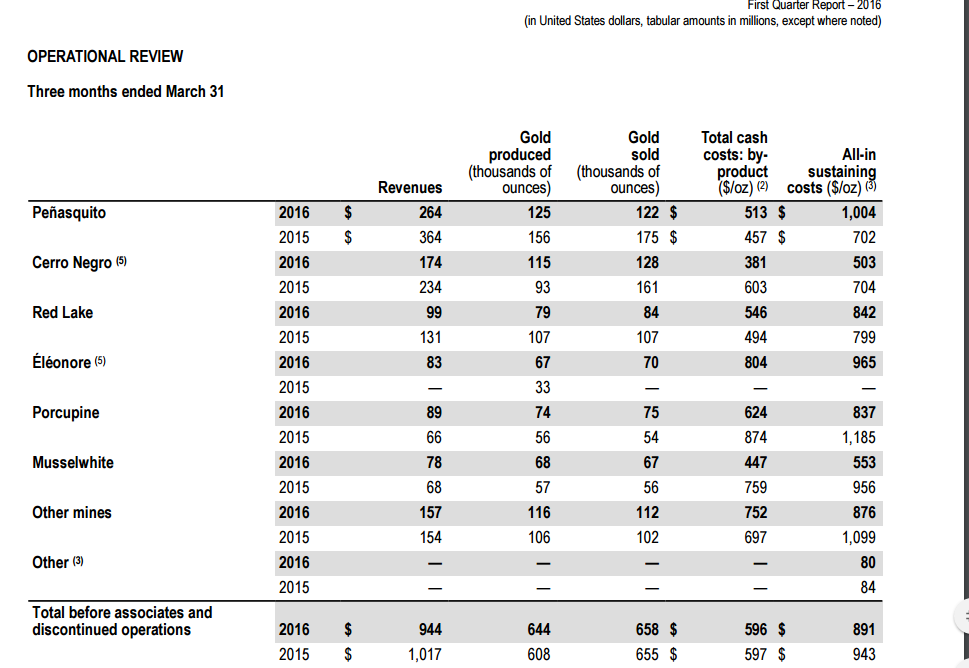 First Quarter Report – 2016
(in United States dollars, tabular amounts in millions, except where noted)
OPERATIONAL REVIEW
Three months ended March 31
Revenues Gold produced (thousands of ounces) Gold sold (thousands of ounces) Total cash costs: by-product ($/oz) (2) All-in sustaining costs ($/oz) (3)
Peñasquito 2016 $ 264 125 122 $ 513 $ 1,004
2015 $ 364 156 175 $ 457 $ 702
Cerro Negro (5) 2016 174 115 128 381 503
2015 234 93 161 603 704
Red Lake 2016 99 79 84 546 842
2015 131 107 107 494 799
Éléonore (5) 2016 83 67 70 804 965
2015 — 33 — — —
Porcupine 2016 89 74 75 624 837
2015 66 56 54 874 1,185
Musselwhite 2016 78 68 67 447 553
2015 68 57 56 759 956
Other mines 2016 157 116 112 752 876
2015 154 106 102 697 1,099
Other (3) 2016 — — — — 80
2015 — — — — 84
Total before associates and
discontinued operations 2016 $ 944 644 658 $ 596 $ 891
2015 $ 1,017 608 655 $ 597 $ 943